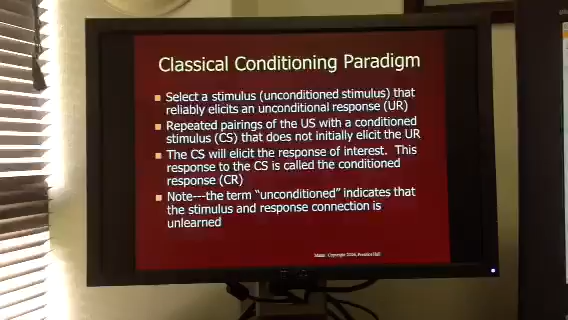 Classical Conditioning Paradigm
Select a stimulus (unconditioned stimulus) that
reliably elicits an unconditional response (UR)
Repeated pairings of the US with a conditioned
stimulus (CS) that does not initially elicit the UR
The CS will elicit the response of interest. This
response to the CS is called the conditioned
response (CR)
Note---the term "unconditioned" indicates that
the stimulus and response connection is
unlearned
Copyright Prentice Hall